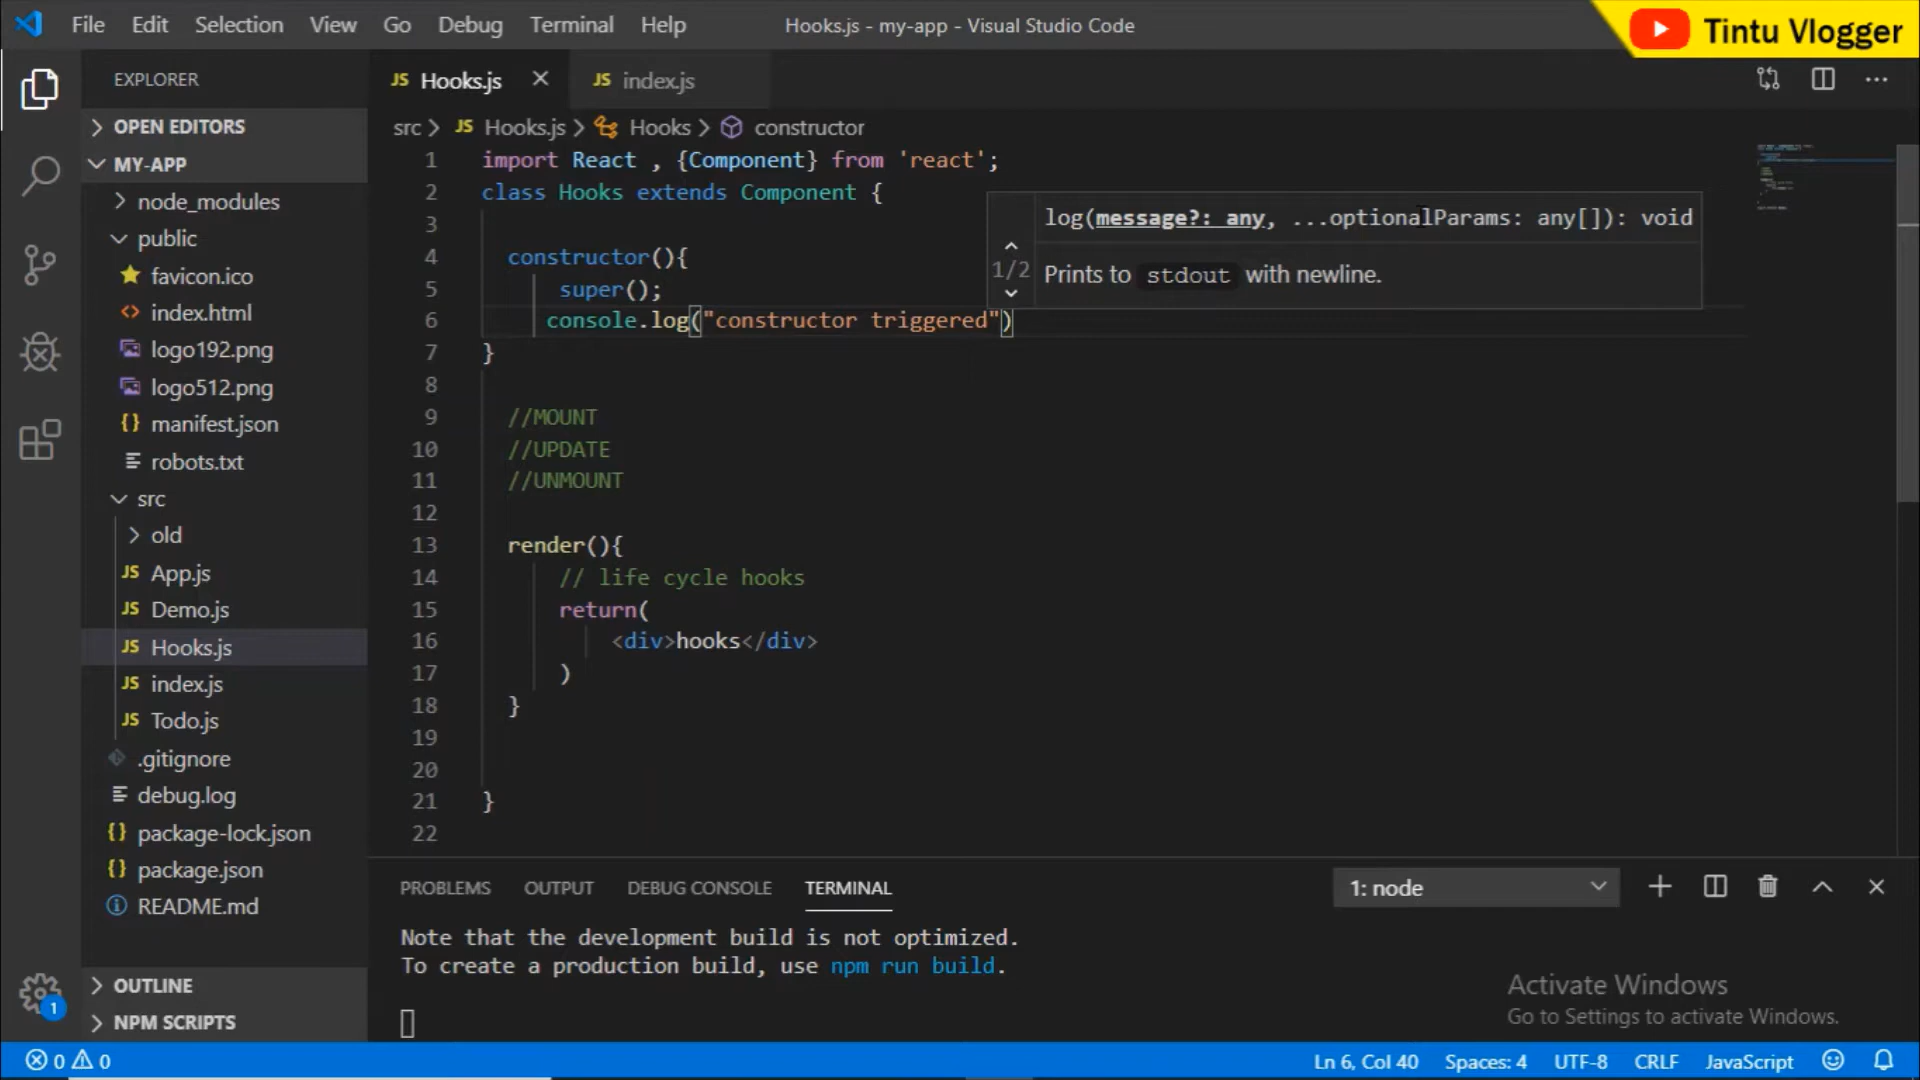 File Edit Selection View Go Debug Terminal Help Hooks.js - my-app - Visual Studio Code
Tintu Vlogger
EXPLORER
OPEN EDITORS
MY-APP
node_modules
public
favicon.ico
index.html
logo192.png
logo512.png
manifest.json
robots.txt
src
old
JS App.js
JS Demo.js
JS Hooks.js
JS index.js
JS Todo.js
.gitignore
debug.log
package-lock.json
package.json
README.md
OUTLINE
NPM SCRIPTS
1
JS Hooks.js JS index.js
src > JS Hooks.js > Hooks > constructor
1 import React , {Component} from 'react';
2 class Hooks extends Component {
3
4 constructor(){
5 super();
6 console.log("constructor triggered")
7 }
8
9 //MOUNT
10 //UPDATE
11 //UNMOUNT
12
13 render(){
14 // life cycle hooks
15 return(
16 <div>hooks</div>
17 )
18 }
19
20
21 }
22
log(message?: any, ...optionalParams: any[]): void
1/2
Prints to stdout with newline.
PROBLEMS OUTPUT DEBUG CONSOLE TERMINAL 1: node
Note that the development build is not optimized.
To create a production build, use npm run build.
Activate Windows
Go to Settings to activate Windows.
0 0 Ln 6, Col 40 Spaces: 4 UTF-8 CRLF JavaScript